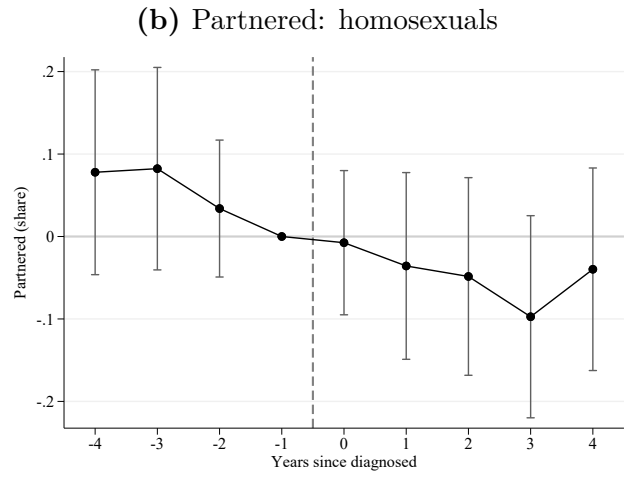 (b) Partnered: homosexuals
Partnered (share)
.2
.1
0
-.1
-.2
-4 -3 -2 -1 0 1 2 3 4
Years since diagnosed